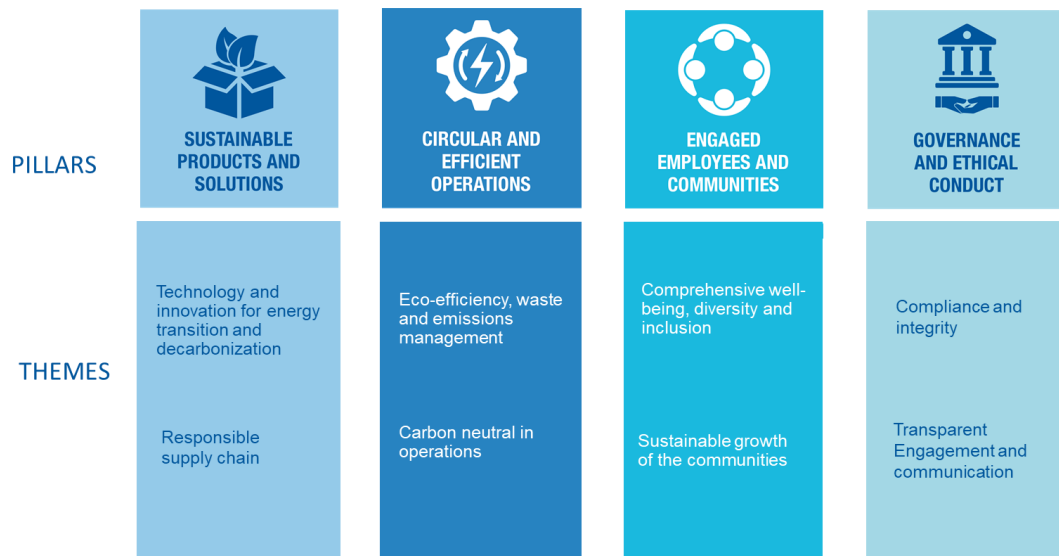 PILLARS
SUSTAINABLE
PRODUCTS AND
SOLUTIONS
CIRCULAR AND
EFFICIENT
OPERATIONS
ENGAGED
EMPLOYEES AND
COMMUNITIES
GOVERNANCE
AND ETHICAL
CONDUCT
THEMES
Technology and
innovation for energy
transition and
decarbonization
Eco-efficiency, waste
and emissions
management
Comprehensive well-
being, diversity and
inclusion
Compliance and
integrity
Responsible
supply chain
Carbon neutral in
operations
Sustainable growth
of the communities
Transparent
Engagement and
communication